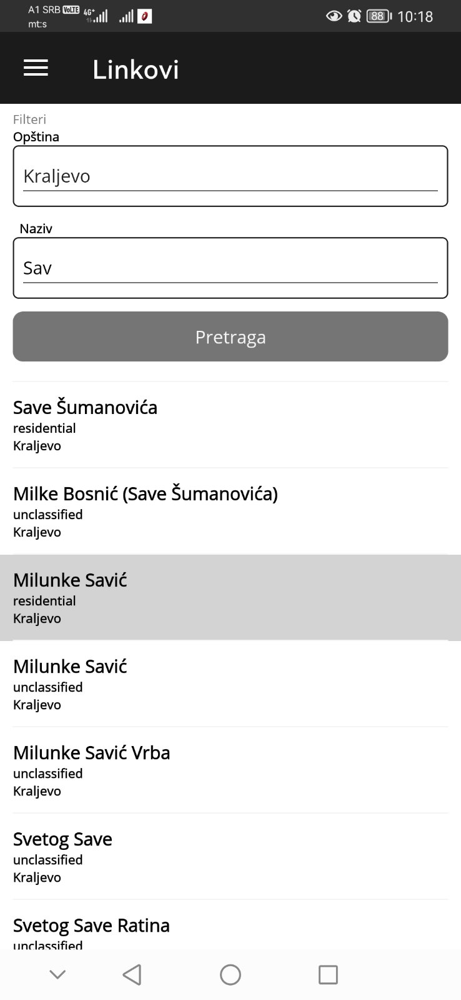 A1 SRB VoLTE 4G+ 88 10:18
mt:s
Linkovi
Filteri
Opština
Kraljevo
Naziv
Sav
Pretraga
Save Šumanovića
residential
Kraljevo
Milke Bosnić (Save Šumanovića)
unclassified
Kraljevo
Milunke Savić
residential
Kraljevo
Milunke Savić
unclassified
Kraljevo
Milunke Savić Vrba
unclassified
Kraljevo
Svetog Save
unclassified
Kraljevo
Svetog Save Ratina
unclassified